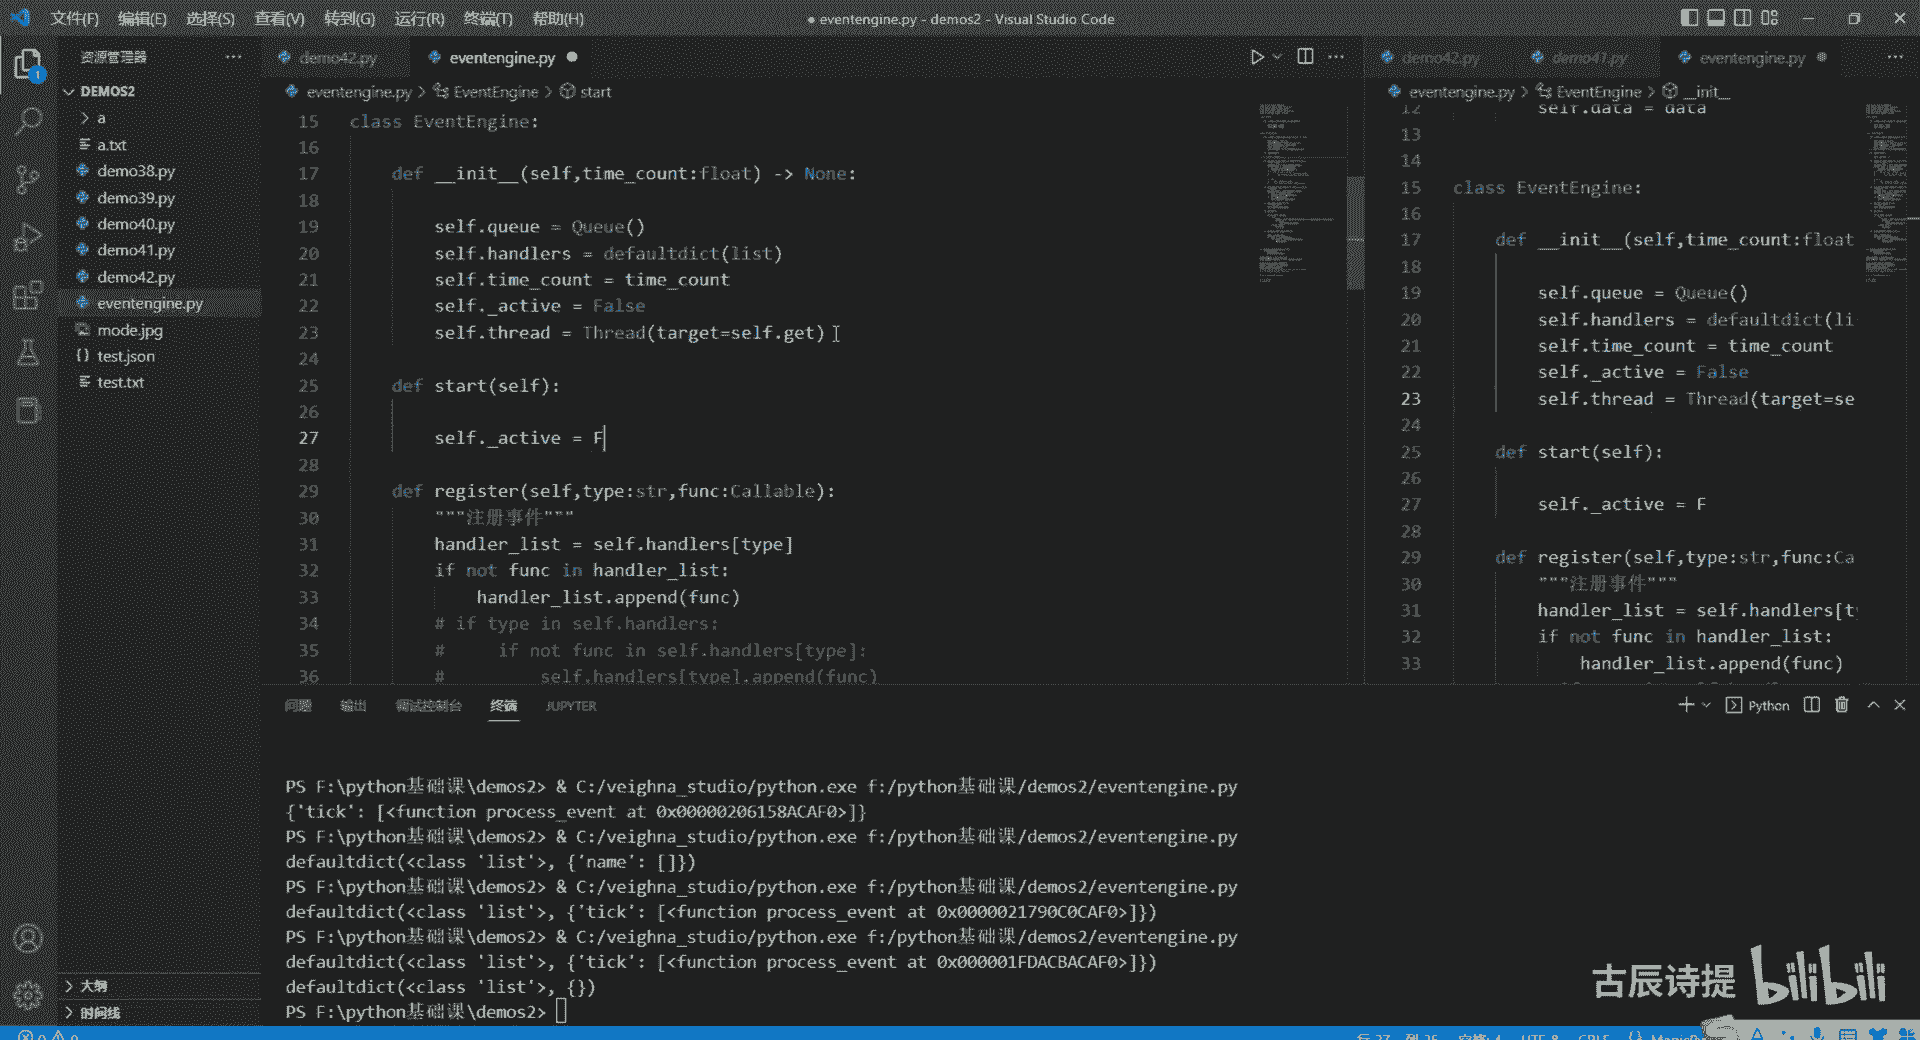 文件(F) 编辑(E) 选择(S) 查看(V) 转到(G) 运行(R) 终端(T) 帮助(H)
● eventengine.py - demos2 - Visual Studio Code
资源管理器
DEMOS2
a
a.txt
demo38.py
demo39.py
demo40.py
demo41.py
demo42.py
eventengine.py
mode.jpg
test.json
test.txt
大纲
时间线
1
demo42.py eventengine.py
eventengine.py > EventEngine > start
15 class EventEngine:
16
17 def __init__(self,time_count:float) -> None:
18
19 self.queue = Queue()
20 self.handlers = defaultdict(list)
21 self.time_count = time_count
22 self._active = False
23 self.thread = Thread(target=self.get)
24
25 def start(self):
26
27 self._active = F
28
29 def register(self,type:str,func:Callable):
30 """注册事件"""
31 handler_list = self.handlers[type]
32 if not func in handler_list:
33 handler_list.append(func)
34 # if type in self.handlers:
35 # if not func in self.handlers[type]:
36 # self.handlers[type].append(func)
demo42.py demo41.py eventengine.py
eventengine.py > EventEngine > __init__
12 self.data = data
13
14
15 class EventEngine:
16
17 def __init__(self,time_count:float
18
19 self.queue = Queue()
20 self.handlers = defaultdict(li
21 self.time_count = time_count
22 self._active = False
23 self.thread = Thread(target=se
24
25 def start(self):
26
27 self._active = F
28
29 def register(self,type:str,func:Ca
30 """注册事件"""
31 handler_list = self.handlers[t
32 if not func in handler_list:
33 handler_list.append(func)
问题 输出 调试控制台 终端 JUPYTER
Python
PS F:\python基础课\demos2> & C:/veighna_studio/python.exe f:/python基础课/demos2/eventengine.py
{'tick': [<function process_event at 0x00000206158ACAF0>]}
PS F:\python基础课\demos2> & C:/veighna_studio/python.exe f:/python基础课/demos2/eventengine.py
defaultdict(<class 'list'>, {'name': []})
PS F:\python基础课\demos2> & C:/veighna_studio/python.exe f:/python基础课/demos2/eventengine.py
defaultdict(<class 'list'>, {'tick': [<function process_event at 0x0000021790C0CAF0>]})
PS F:\python基础课\demos2> & C:/veighna_studio/python.exe f:/python基础课/demos2/eventengine.py
defaultdict(<class 'list'>, {'tick': [<function process_event at 0x000001FDACBACAF0>]})
defaultdict(<class 'list'>, {})
PS F:\python基础课\demos2>
古辰诗提 bilibili